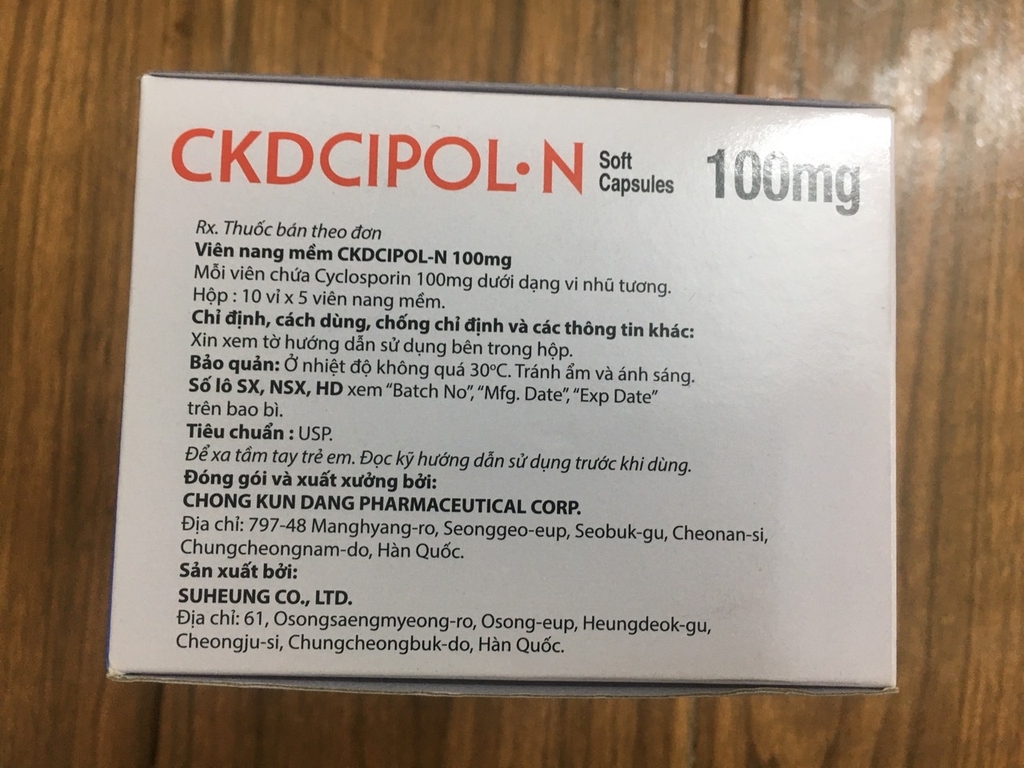 CKDCIPOL·N Soft Capsules 100mg
Rx. Thuốc bán theo đơn
Viên nang mềm CKDCIPOL-N 100mg
Mỗi viên chứa Cyclosporin 100mg dưới dạng vi nhũ tương.
Hộp : 10 vỉ x 5 viên nang mềm.
Chỉ định, cách dùng, chống chỉ định và các thông tin khác:
Xin xem tờ hướng dẫn sử dụng bên trong hộp.
Bảo quản: Ở nhiệt độ không quá 30°C. Tránh ẩm và ánh sáng.
Số lô SX, NSX, HD xem “Batch No”, “Mfg. Date”, “Exp Date”
trên bao bì.
Tiêu chuẩn : USP.
Để xa tầm tay trẻ em. Đọc kỹ hướng dẫn sử dụng trước khi dùng.
Đóng gói và xuất xưởng bởi:
CHONG KUN DANG PHARMACEUTICAL CORP.
Địa chỉ: 797-48 Manghyang-ro, Seonggeo-eup, Seobuk-gu, Cheonan-si,
Chungcheongnam-do, Hàn Quốc.
Sản xuất bởi:
SUHEUNG CO., LTD.
Địa chỉ: 61, Osongsaengmyeong-ro, Osong-eup, Heungdeok-gu,
Cheongju-si, Chungcheongbuk-do, Hàn Quốc.